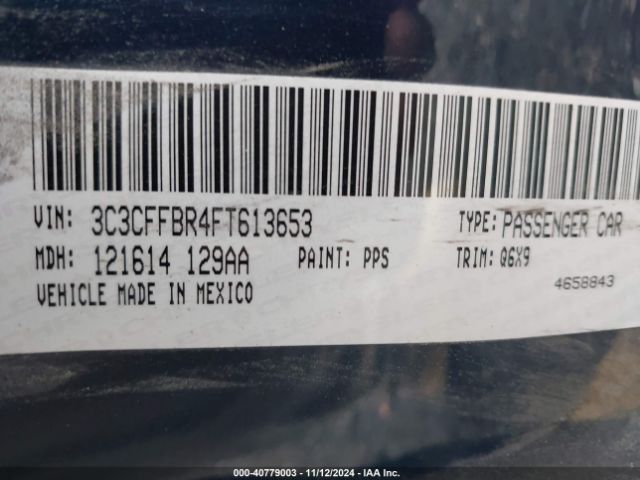 VIN: 3C3CFFBR4FT613653 TYPE: PASSENGER CAR
MDH: 121614 129AA PAINT: PPS TRIM: Q6X9
VEHICLE MADE IN MEXICO 4658843
000-40779003 - 11/12/2024 - IAA Inc.